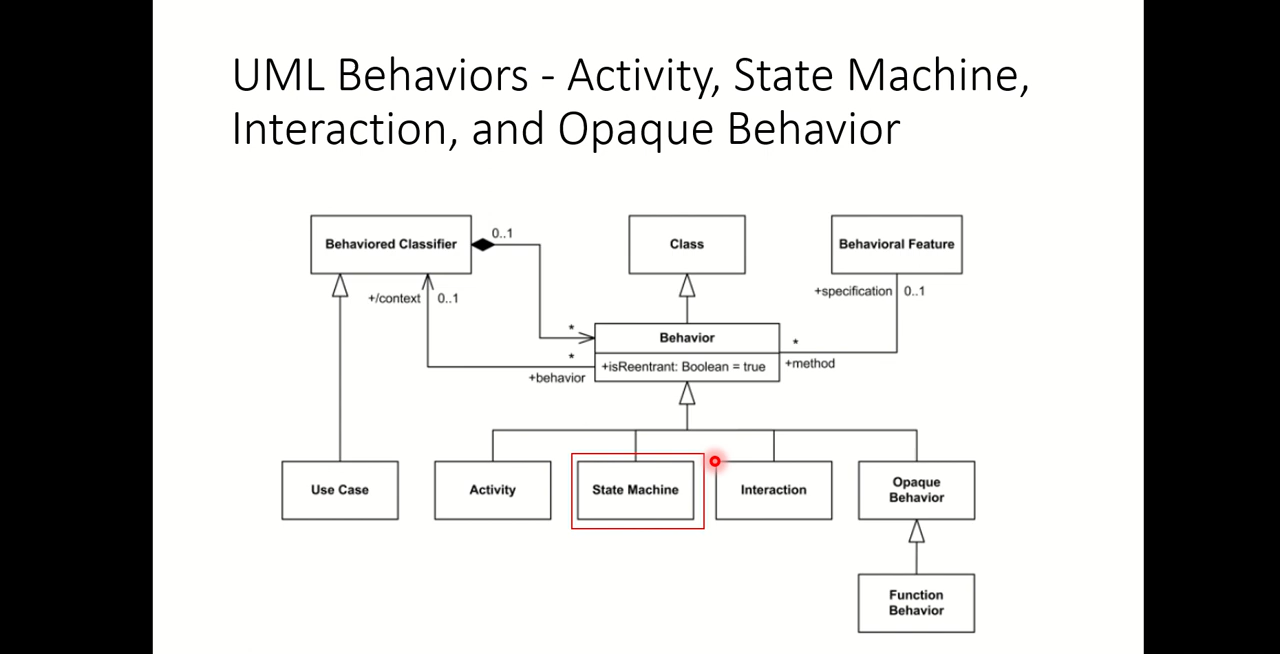 UML Behaviors - Activity, State Machine,
Interaction, and Opaque Behavior
Behaviored Classifier
0..1
Class
Behavioral Feature
+/context
0..1
+specification
0..1
*
Behavior
*
*
+isReentrant: Boolean = true
+method
+behavior
Use Case
Activity
State Machine
Interaction
Opaque
Behavior
Function
Behavior